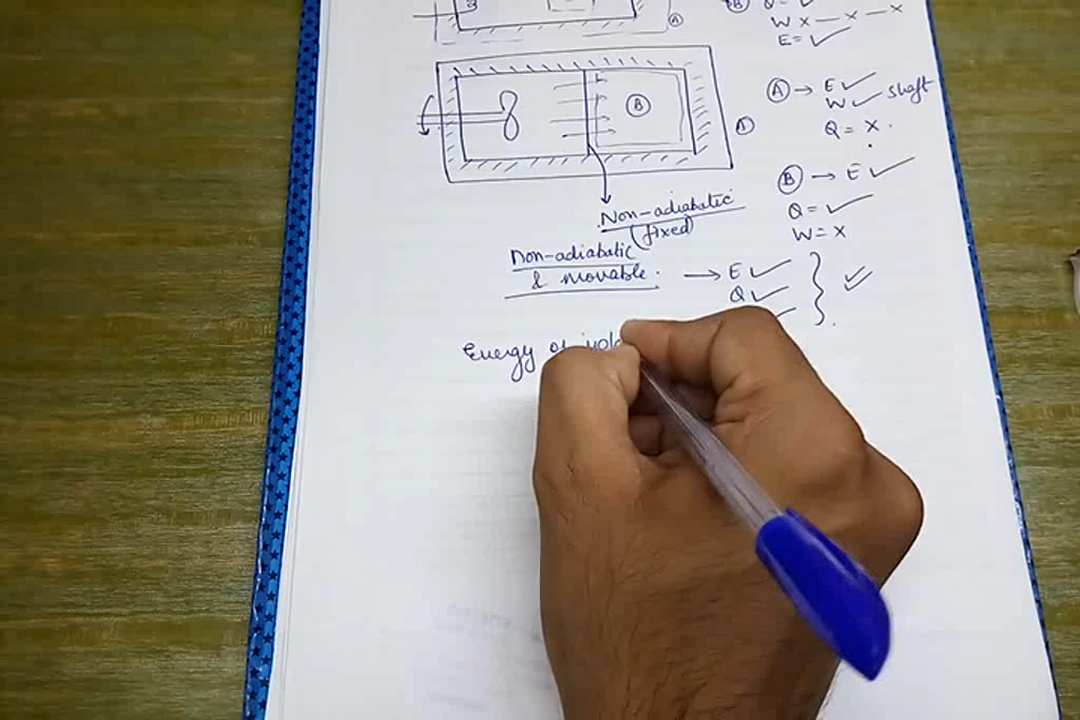 W x — x — x
E = ✓
Ⓐ → E ✓
W ✓ shaft
Q = x .
Ⓑ
Ⓑ → E ✓
Q = ✓
W = x
Non-adiabatic
(fixed)
Non-adiabatic
& movable. → E ✓
Q ✓
Energy of